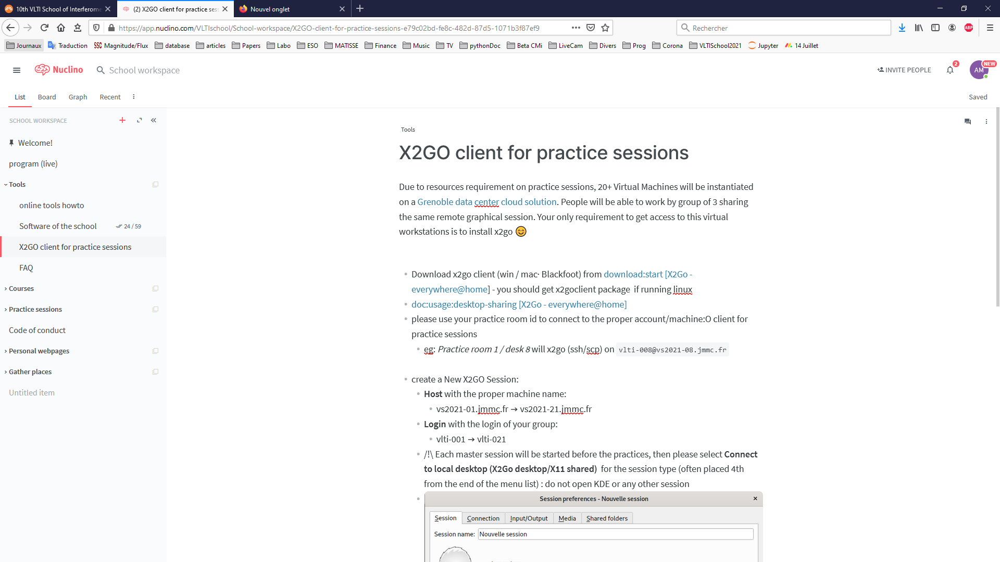 10th VLTI School of Interferome
(2) X2GO client for practice ses
Nouvel onglet
https://app.nuclino.com/VLTIschool/School-workspace/X2GO-client-for-practice-sessions-e79c02bd-fe8c-482d-87d5-1071b3f87ef9
Rechercher
ABP
Journaux Traduction Magnitude/Flux database articles Papers Labo ESO MATISSE Finance Music TV pythonDoc Beta CMi LiveCam Divers Prog Corona VLTISchool2021 Jupyter 14 Juillet
Nuclino
School workspace
INVITE PEOPLE
2
AM
NEW
List Board Graph Recent
Saved
SCHOOL WORKSPACE
Welcome!
program (live)
Tools
online tools howto
Software of the school 24 / 59
X2GO client for practice sessions
FAQ
Courses
Practice sessions
Code of conduct
Personal webpages
Gather places
Untitled item
Tools
X2GO client for practice sessions
Due to resources requirement on practice sessions, 20+ Virtual Machines will be instantiated
on a Grenoble data center cloud solution. People will be able to work by group of 3 sharing
the same remote graphical session. Your only requirement to get access to this virtual
workstations is to install x2go 😊
• Download x2go client (win / mac· Blackfoot) from download:start [X2Go -
everywhere@home] - you should get x2goclient package if running linux
• doc:usage:desktop-sharing [X2Go - everywhere@home]
• please use your practice room id to connect to the proper account/machine:O client for
practice sessions
• eg: Practice room 1 / desk 8 will x2go (ssh/scp) on vlti-008@vs2021-08.jmmc.fr
• create a New X2GO Session:
• Host with the proper machine name:
• vs2021-01.jmmc.fr → vs2021-21.jmmc.fr
• Login with the login of your group:
• vlti-001 → vlti-021
• /!\ Each master session will be started before the practices, then please select Connect
to local desktop (X2Go desktop/X11 shared) for the session type (often placed 4th
from the end of the menu list) : do not open KDE or any other session
Session preferences - Nouvelle session
Session Connection Input/Output Media Shared folders
Session name: Nouvelle session